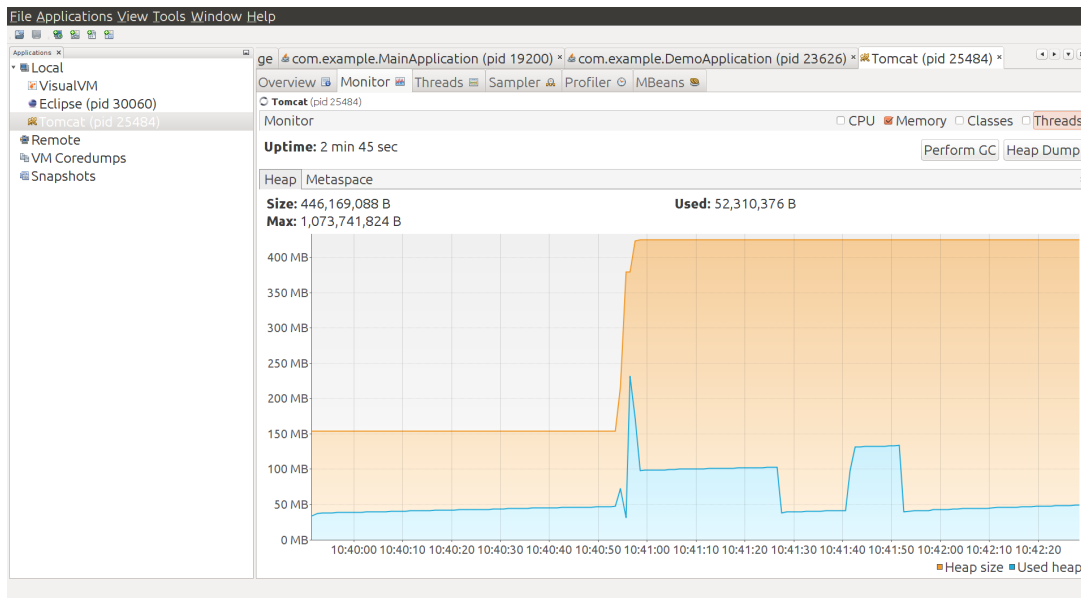 File Applications View Tools Window Help
Applications ×
Local
VisualVM
Eclipse (pid 30060)
Tomcat (pid 25484)
Remote
VM Coredumps
Snapshots
ge com.example.MainApplication (pid 19200) × com.example.DemoApplication (pid 23626) × Tomcat (pid 25484) ×
Overview Monitor Threads Sampler Profiler MBeans
Tomcat (pid 25484)
Monitor CPU Memory Classes Threads
Uptime: 2 min 45 sec Perform GC Heap Dump
Heap Metaspace
Size: 446,169,088 B Used: 52,310,376 B
Max: 1,073,741,824 B
400 MB
350 MB
300 MB
250 MB
200 MB
150 MB
100 MB
50 MB
0 MB
10:40:00 10:40:10 10:40:20 10:40:30 10:40:40 10:40:50 10:41:00 10:41:10 10:41:20 10:41:30 10:41:40 10:41:50 10:42:00 10:42:10 10:42:20
Heap size Used heap